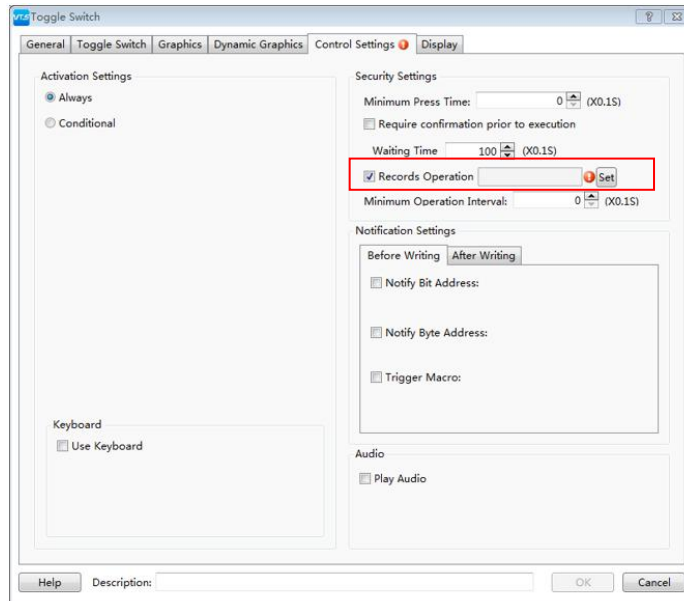 VTS Toggle Switch
General Toggle Switch Graphics Dynamic Graphics Control Settings Display
Activation Settings
Always
Conditional
Keyboard
Use Keyboard
Security Settings
Minimum Press Time: 0 (X0.1S)
Require confirmation prior to execution
Waiting Time 100 (X0.1S)
Records Operation Set
Minimum Operation Interval: 0 (X0.1S)
Notification Settings
Before Writing After Writing
Notify Bit Address:
Notify Byte Address:
Trigger Macro:
Audio
Play Audio
Help Description: OK Cancel